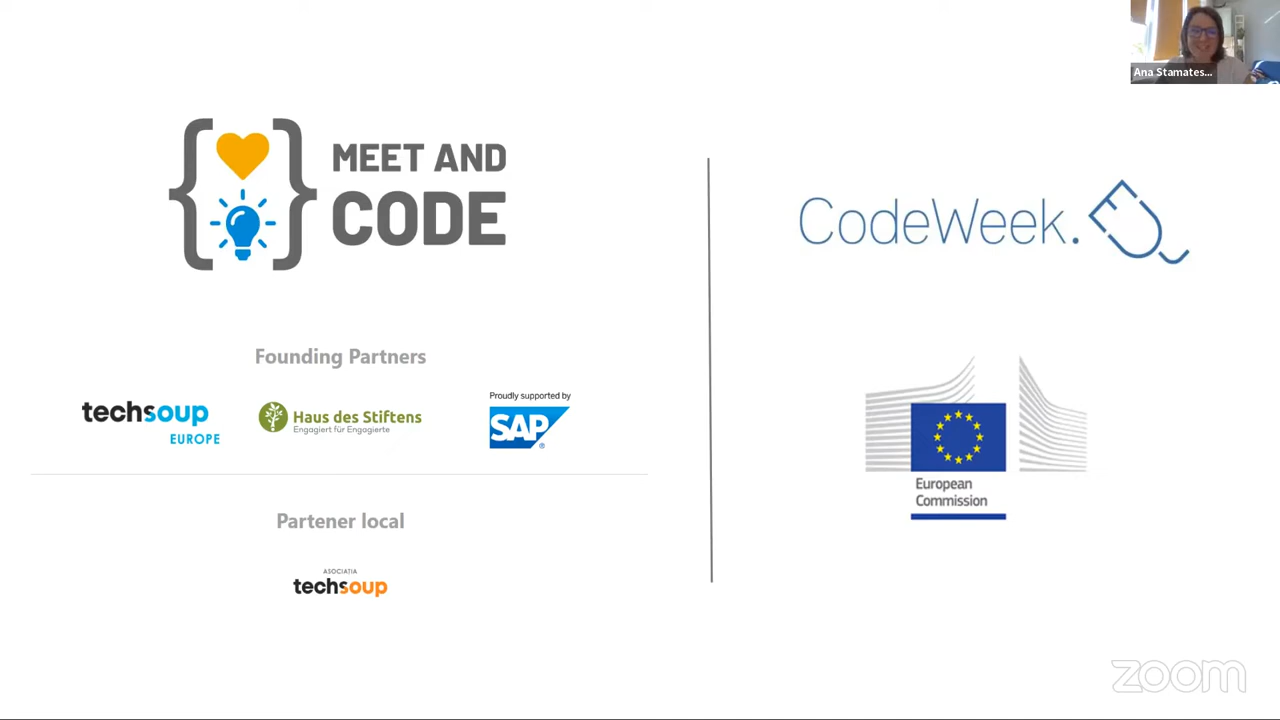 Ana Stamates...
MEET AND
CODE
CodeWeek.
Founding Partners
techsoup
EUROPE
Haus des Stiftens
Engagiert für Engagierte
Proudly supported by
SAP
®
European
Commission
Partener local
ASOCIATIA
techsoup
zoom